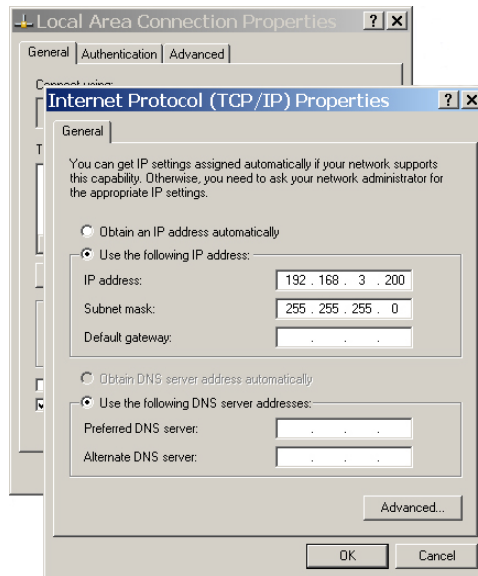 Local Area Connection Properties
General Authentication Advanced
Internet Protocol (TCP/IP) Properties
General
You can get IP settings assigned automatically if your network supports
this capability. Otherwise, you need to ask your network administrator for
the appropriate IP settings.
Obtain an IP address automatically
Use the following IP address:
IP address: 192 . 168 . 3 . 200
Subnet mask: 255 . 255 . 255 . 0
Default gateway: . . .
Obtain DNS server address automatically
Use the following DNS server addresses:
Preferred DNS server: . . .
Alternate DNS server: . . .
Advanced...
OK Cancel